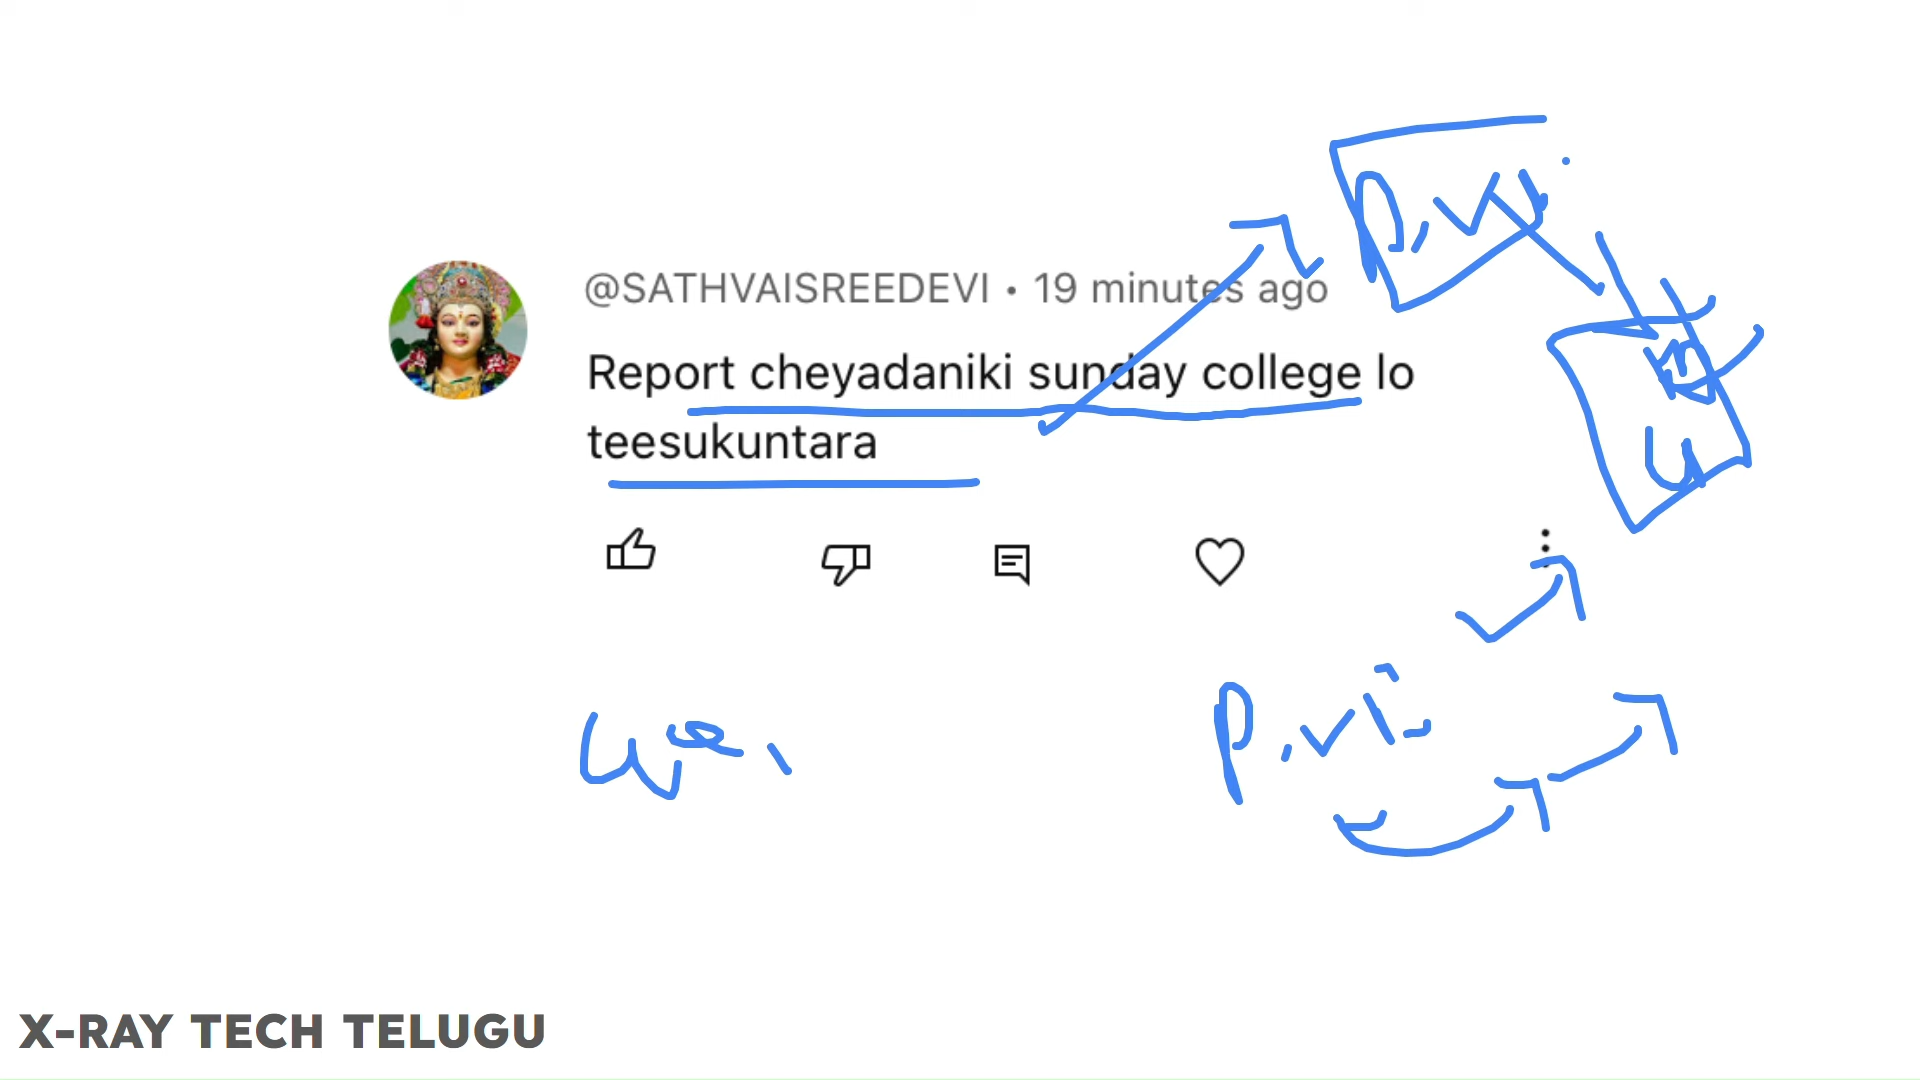 @SATHVAISREEDEVI • 19 minutes ago
Report cheyadaniki sunday college lo
teesukuntara
X-RAY TECH TELUGU